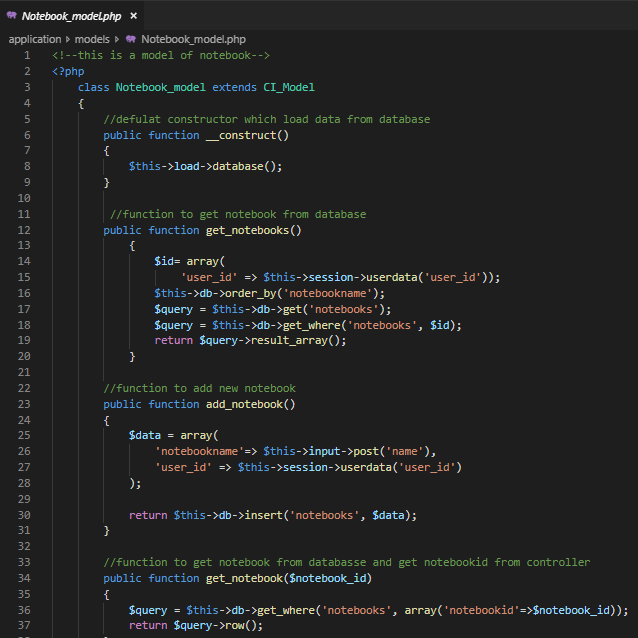 Notebook_model.php ×
application > models > Notebook_model.php
1 <!--this is a model of notebook-->
2 <?php
3 class Notebook_model extends CI_Model
4 {
5 //defulat constructor which load data from database
6 public function __construct()
7 {
8 $this->load->database();
9 }
10
11 //function to get notebook from database
12 public function get_notebooks()
13 {
14 $id= array(
15 'user_id' => $this->session->userdata('user_id'));
16 $this->db->order_by('notebookname');
17 $query = $this->db->get('notebooks');
18 $query = $this->db->get_where('notebooks', $id);
19 return $query->result_array();
20 }
21
22 //function to add new notebook
23 public function add_notebook()
24 {
25 $data = array(
26 'notebookname'=> $this->input->post('name'),
27 'user_id' => $this->session->userdata('user_id')
28 );
29
30 return $this->db->insert('notebooks', $data);
31 }
32
33 //function to get notebook from databasse and get notebookid from controller
34 public function get_notebook($notebook_id)
35 {
36 $query = $this->db->get_where('notebooks', array('notebookid'=>$notebook_id));
37 return $query->row();